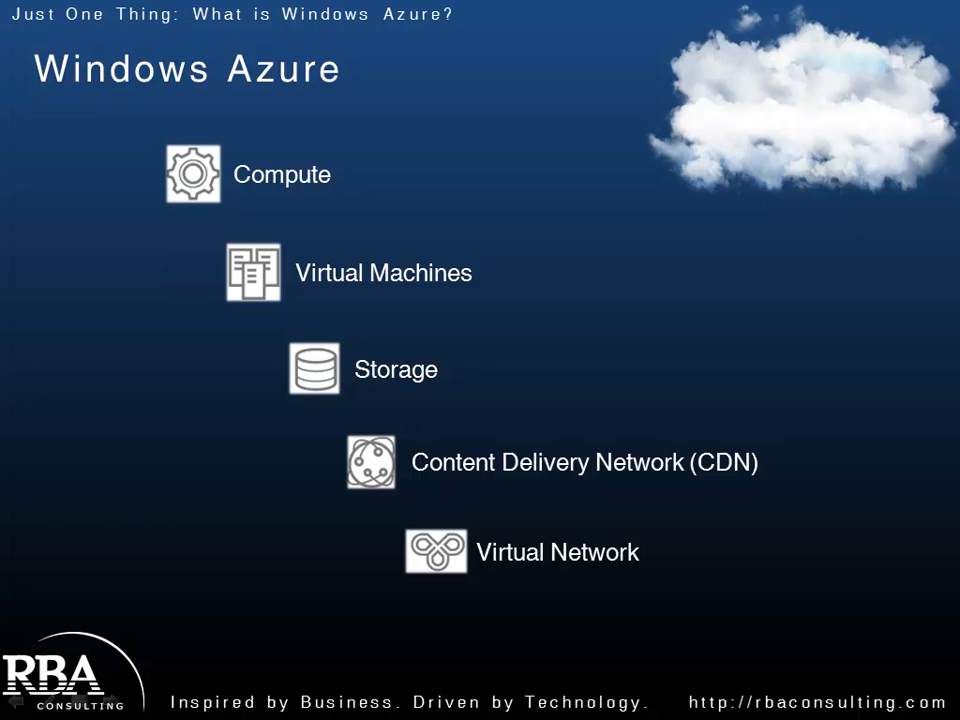 Just One Thing: What is Windows Azure?
Windows Azure
Compute
Virtual Machines
Storage
Content Delivery Network (CDN)
Virtual Network
RBA
CONSULTING
Inspired by Business. Driven by Technology. http://rbaconsulting.com